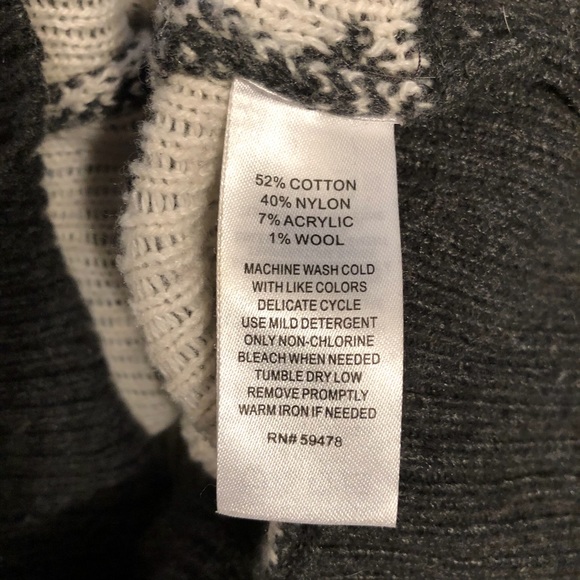 52% COTTON
40% NYLON
7% ACRYLIC
1% WOOL
MACHINE WASH COLD
WITH LIKE COLORS
DELICATE CYCLE
USE MILD DETERGENT
ONLY NON-CHLORINE
BLEACH WHEN NEEDED
TUMBLE DRY LOW
REMOVE PROMPTLY
WARM IRON IF NEEDED
RN# 59478